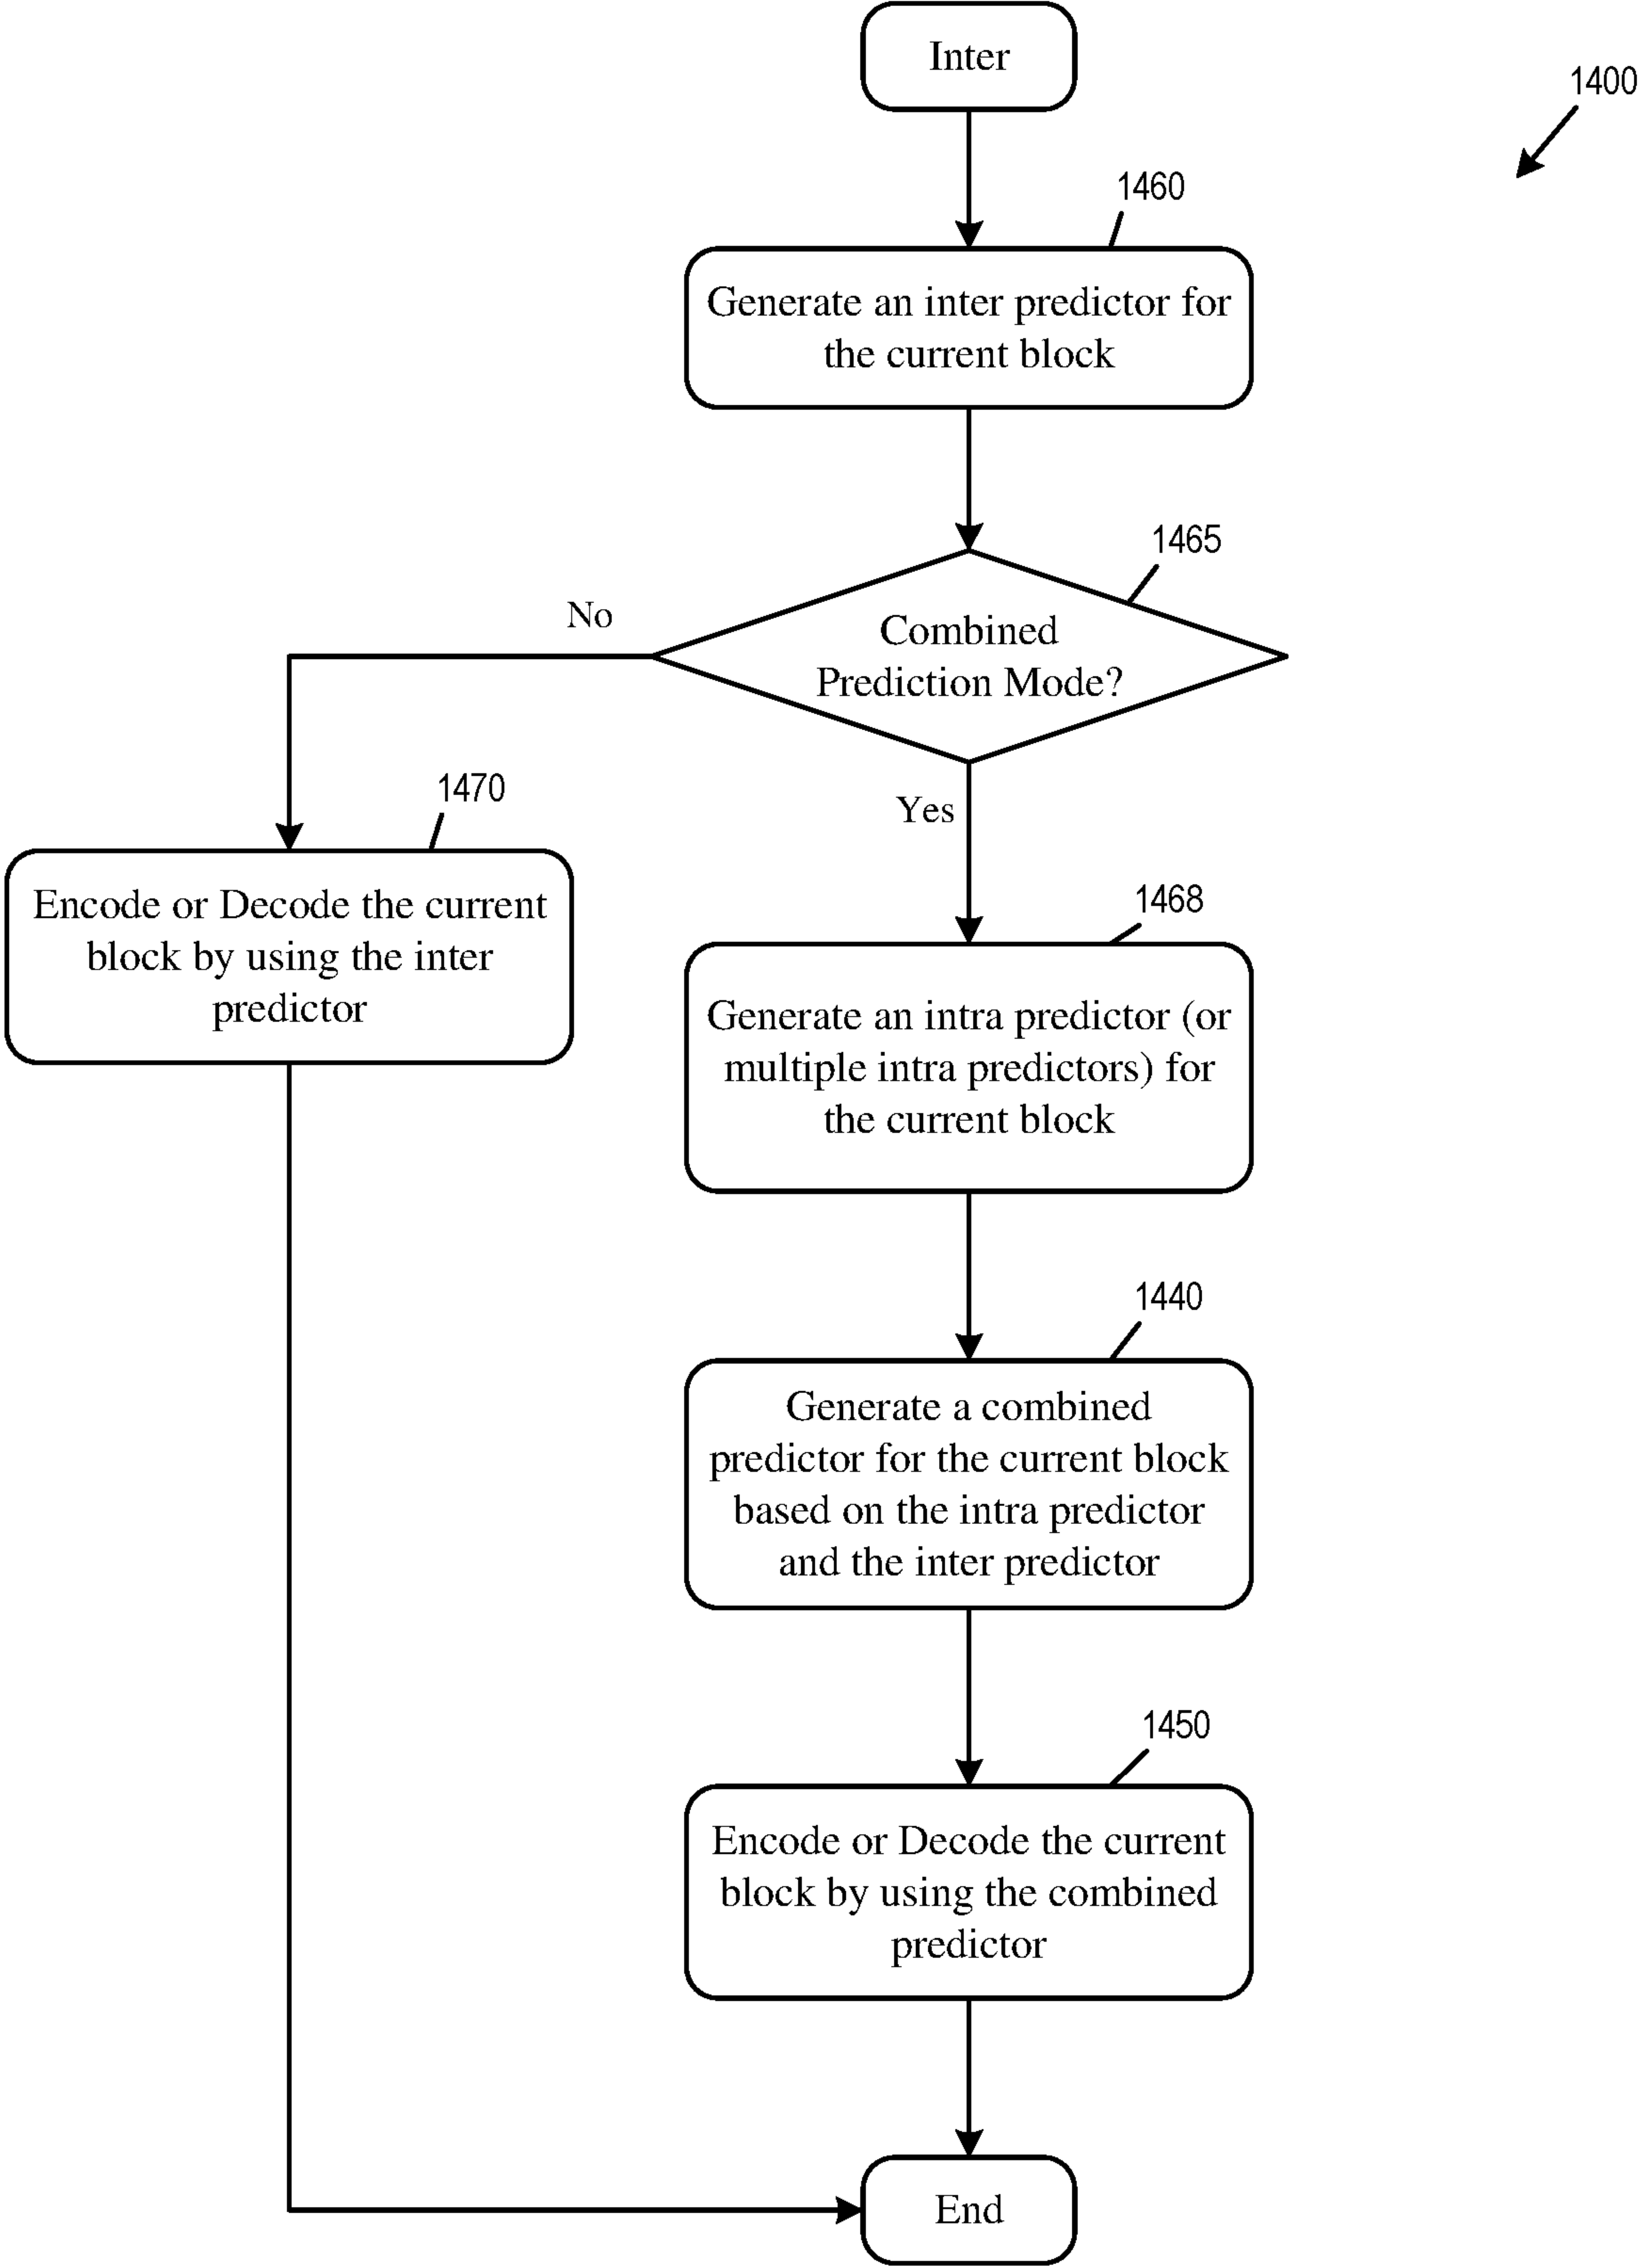 Inter
1400
1460
Generate an inter predictor for
the current block
1465
Combined
Prediction Mode?
No
Yes
1470
Encode or Decode the current
block by using the inter
predictor
1468
Generate an intra predictor (or
multiple intra predictors) for
the current block
1440
Generate a combined
predictor for the current block
based on the intra predictor
and the inter predictor
1450
Encode or Decode the current
block by using the combined
predictor
End